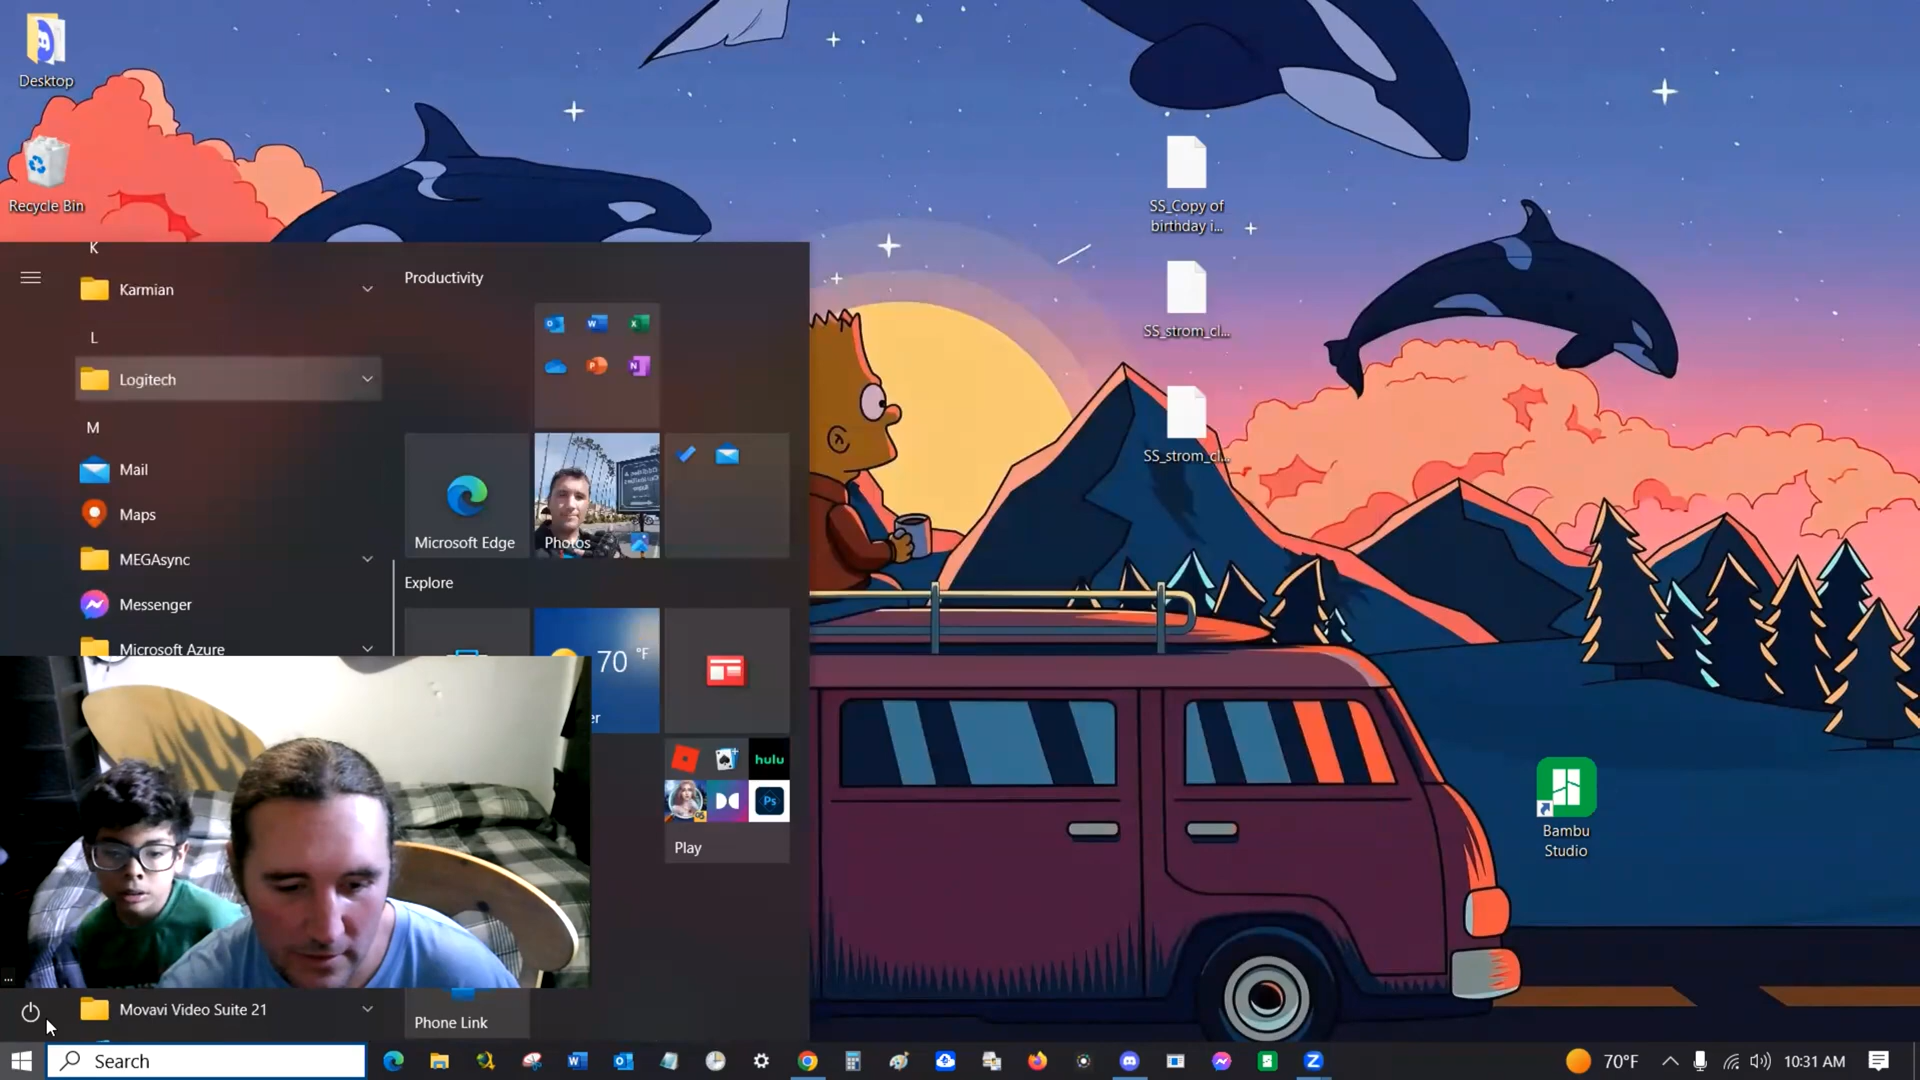 Desktop
Recycle Bin
SS_Copy of
birthday i...
SS_strom_cl...
SS_strom_cl...
Bambu
Studio
K
Karmian
L
Logitech
M
Mail
Maps
MEGAsync
Messenger
Microsoft Azure
Movavi Video Suite 21
Productivity
Microsoft Edge
Photos
Explore
70 °F
er
hulu
Ps
Play
Phone Link
Search
70°F
10:31 AM